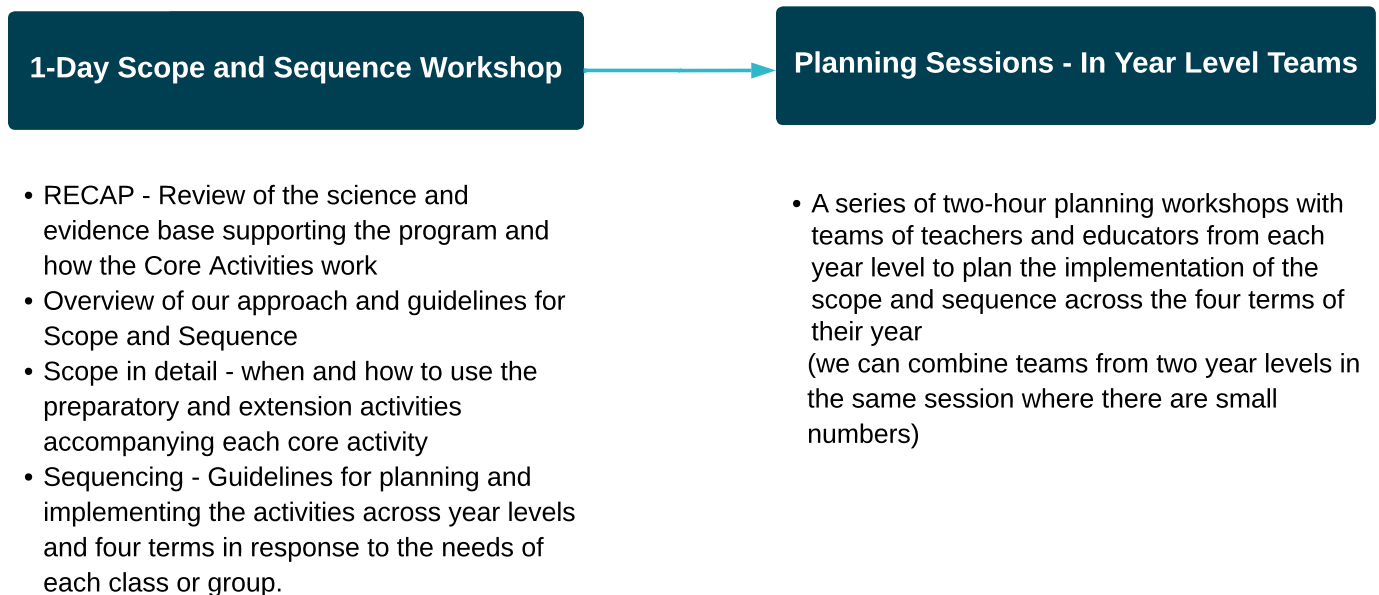 1-Day Scope and Sequence Workshop
Planning Sessions - In Year Level Teams
• RECAP - Review of the science and
evidence base supporting the program and
how the Core Activities work
• Overview of our approach and guidelines for
Scope and Sequence
• Scope in detail - when and how to use the
preparatory and extension activities
accompanying each core activity
• Sequencing - Guidelines for planning and
implementing the activities across year levels
and four terms in response to the needs of
each class or group.
• A series of two-hour planning workshops with
teams of teachers and educators from each
year level to plan the implementation of the
scope and sequence across the four terms of
their year
(we can combine teams from two year levels in
the same session where there are small
numbers)